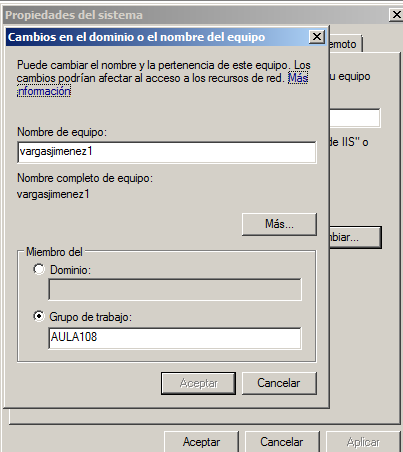 Propiedades del sistema
Cambios en el dominio o el nombre del equipo
emoto
Puede cambiar el nombre y la pertenencia de este equipo. Los
cambios podrían afectar al acceso a los recursos de red. Más
información
u equipo
Nombre de equipo:
vargasjimenez1
de IIS" o
Nombre completo de equipo:
vargasjimenez1
Más...
biar...
Miembro del
Dominio:
Grupo de trabajo:
AULA108
Aceptar
Cancelar
Aceptar
Cancelar
Aplicar